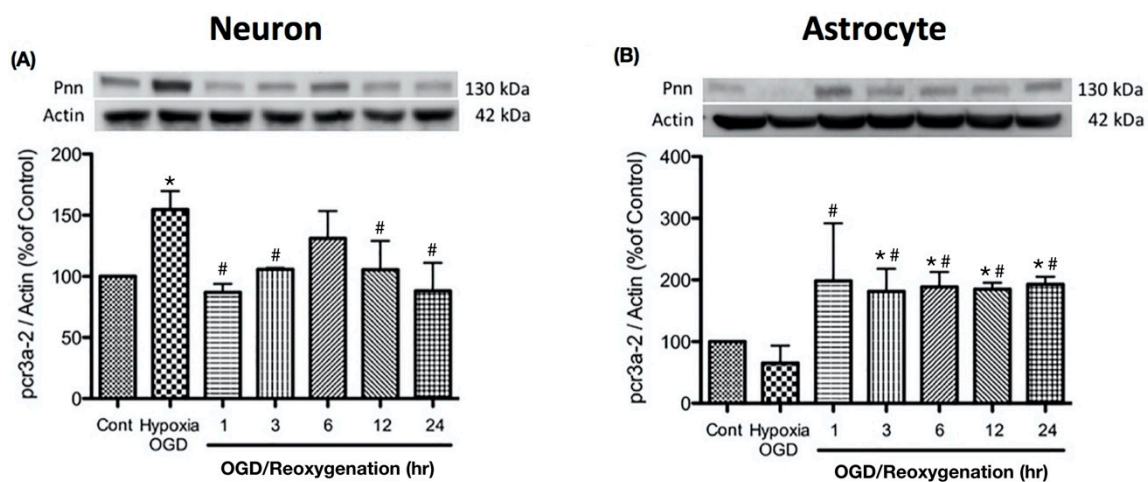 Neuron
(A)
Pnn 130 kDa
Actin 42 kDa
pcr3a-2 / Actin (%of Control)
200
150
100
50
0
*
# # # #
Cont Hypoxia OGD 1 3 6 12 24
OGD/Reoxygenation (hr)
Astrocyte
(B)
Pnn 130 kDa
Actin 42 kDa
pcr3a-2 / Actin (%of Control)
400
300
200
100
0
# *# *# *# *#
Cont Hypoxia OGD 1 3 6 12 24
OGD/Reoxygenation (hr)